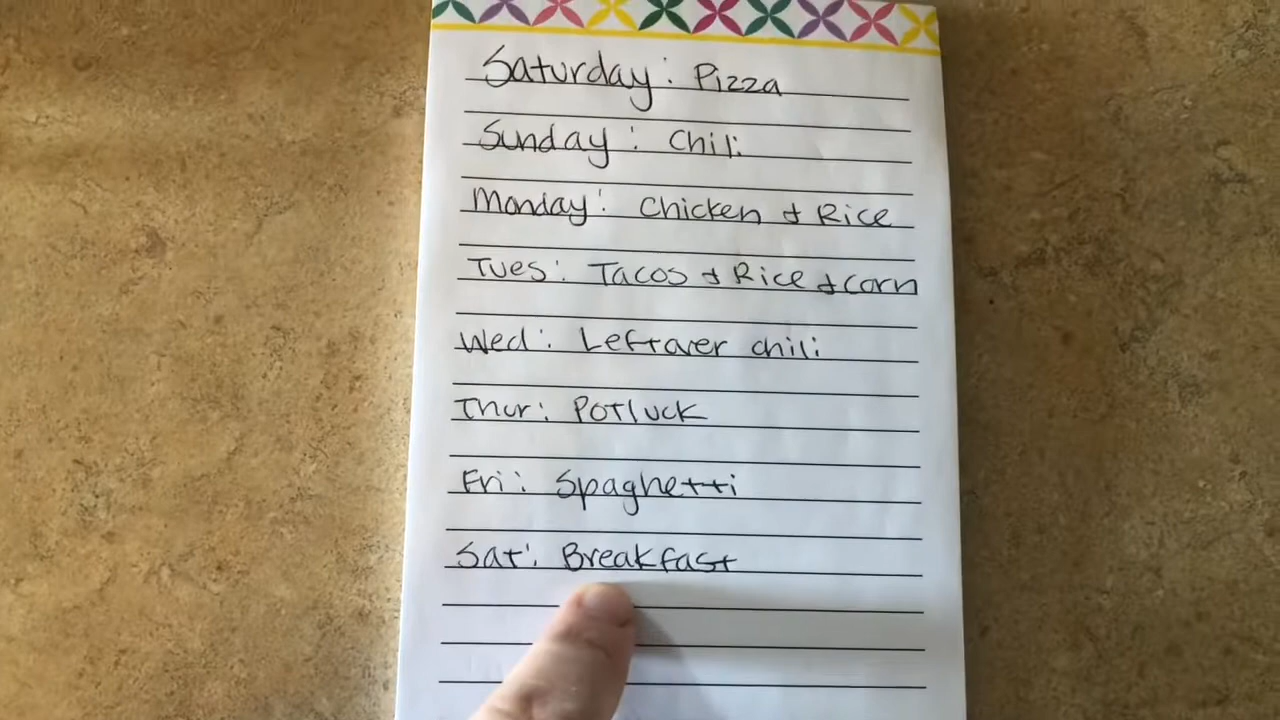 Saturday: Pizza
Sunday: Chili
Monday: Chicken & Rice
Tues: Tacos & Rice & Corn
Wed: Leftover chili
Thur: Potluck
Fri: Spaghetti
Sat: Breakfast